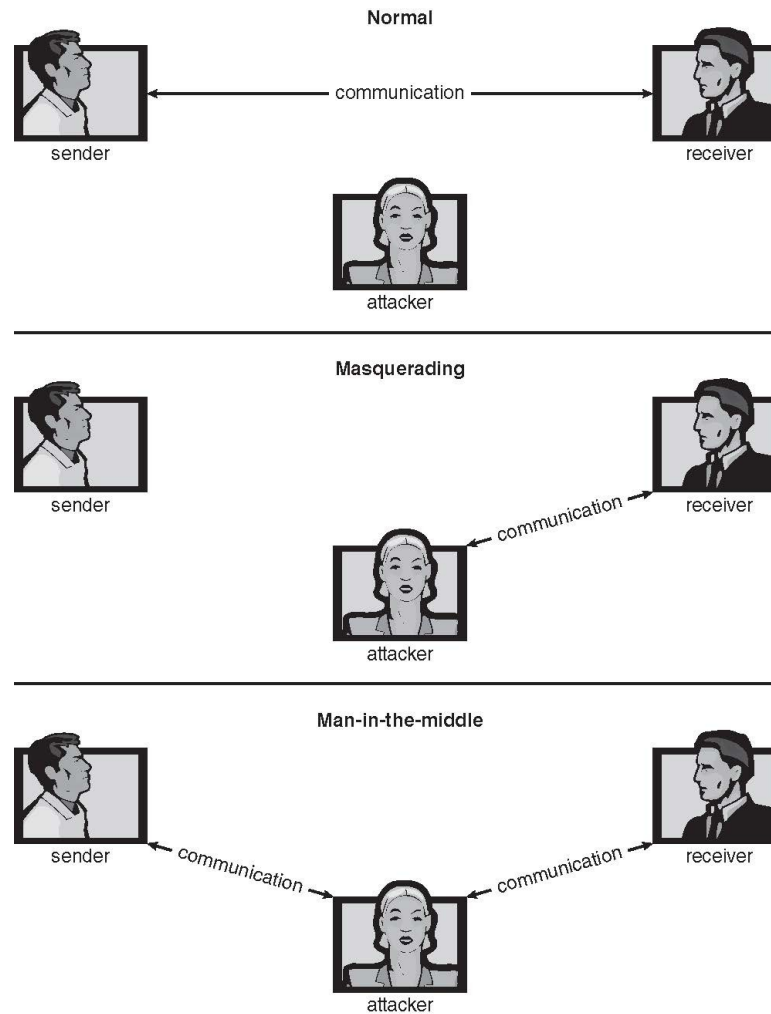 Normal
communication
sender
receiver
attacker
Masquerading
sender
communication
receiver
attacker
Man-in-the-middle
sender
communication
communication
receiver
attacker